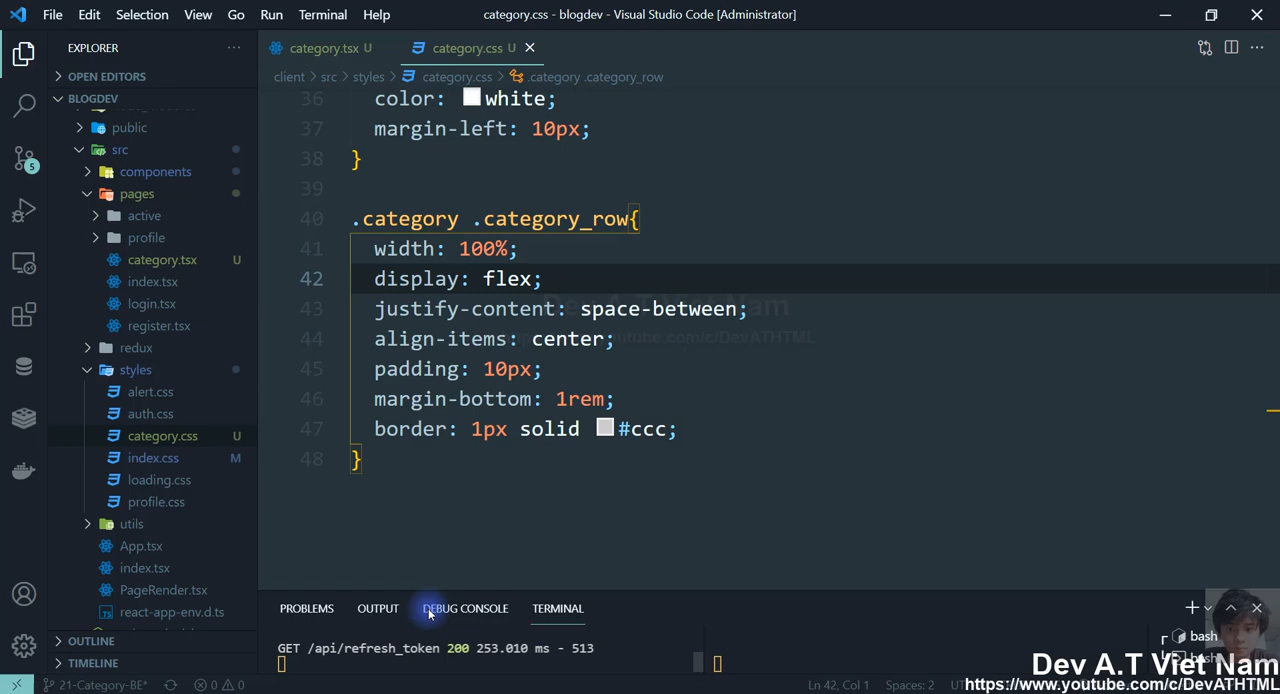 File Edit Selection View Go Run Terminal Help
category.css - blogdev - Visual Studio Code [Administrator]
EXPLORER
category.tsx U
category.css U
OPEN EDITORS
client > src > styles > category.css > .category .category_row
BLOGDEV
public
src
components
pages
active
profile
category.tsx U
index.tsx
login.tsx
register.tsx
redux
styles
alert.css
auth.css
category.css U
index.css M
loading.css
profile.css
utils
App.tsx
index.tsx
PageRender.tsx
react-app-env.d.ts
OUTLINE
TIMELINE
5
36 color: white;
37 margin-left: 10px;
38 }
39
40 .category .category_row{
41 width: 100%;
42 display: flex;
43 justify-content: space-between;
44 align-items: center;
45 padding: 10px;
46 margin-bottom: 1rem;
47 border: 1px solid #ccc;
48 }
PROBLEMS OUTPUT DEBUG CONSOLE TERMINAL
GET /api/refresh_token 200 253.010 ms - 513
bash
bash
Dev A.T Viet Nam
https://www.youtube.com/c/DevATHTML
21-Category-BE* 0 0
Ln 42, Col 1 Spaces: 2